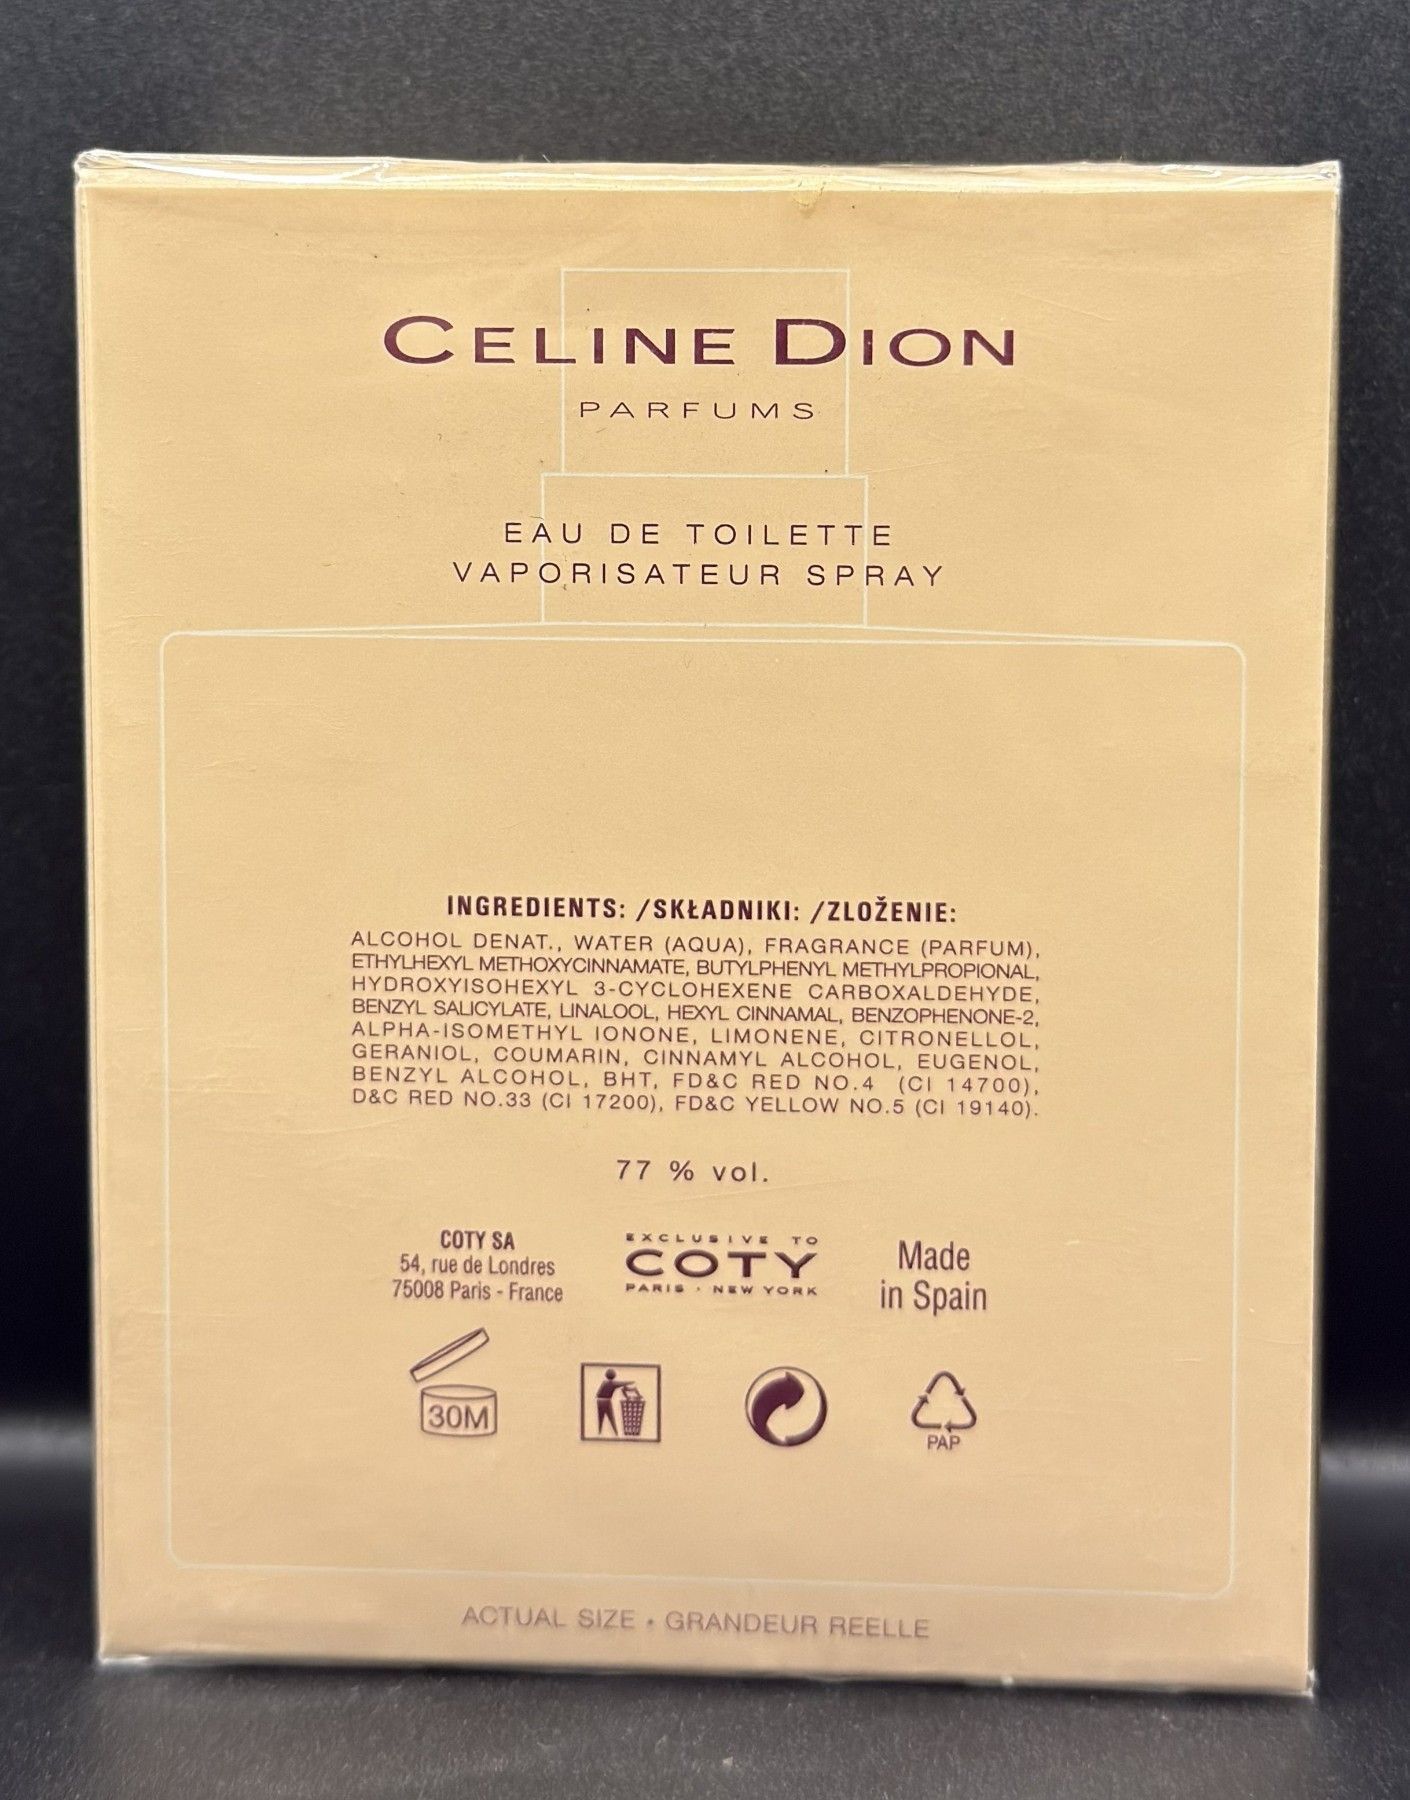 CELINE DION
PARFUMS
EAU DE TOILETTE
VAPORISATEUR SPRAY
INGREDIENTS: /SKŁADNIKI: /ZLOŽENIE:
ALCOHOL DENAT., WATER (AQUA), FRAGRANCE (PARFUM),
ETHYLHEXYL METHOXYCINNAMATE, BUTYLPHENYL METHYLPROPIONAL,
HYDROXYISOHEXYL 3-CYCLOHEXENE CARBOXALDEHYDE,
BENZYL SALICYLATE, LINALOOL, HEXYL CINNAMAL, BENZOPHENONE-2,
ALPHA-ISOMETHYL IONONE, LIMONENE, CITRONELLOL,
GERANIOL, COUMARIN, CINNAMYL ALCOHOL, EUGENOL,
BENZYL ALCOHOL, BHT, FD&C RED NO.4 (CI 14700),
D&C RED NO.33 (CI 17200), FD&C YELLOW NO.5 (CI 19140).
77 % vol.
COTY SA
54, rue de Londres
75008 Paris - France
EXCLUSIVE TO
COTY
PARIS · NEW YORK
Made
in Spain
30M
PAP
ACTUAL SIZE • GRANDEUR REELLE